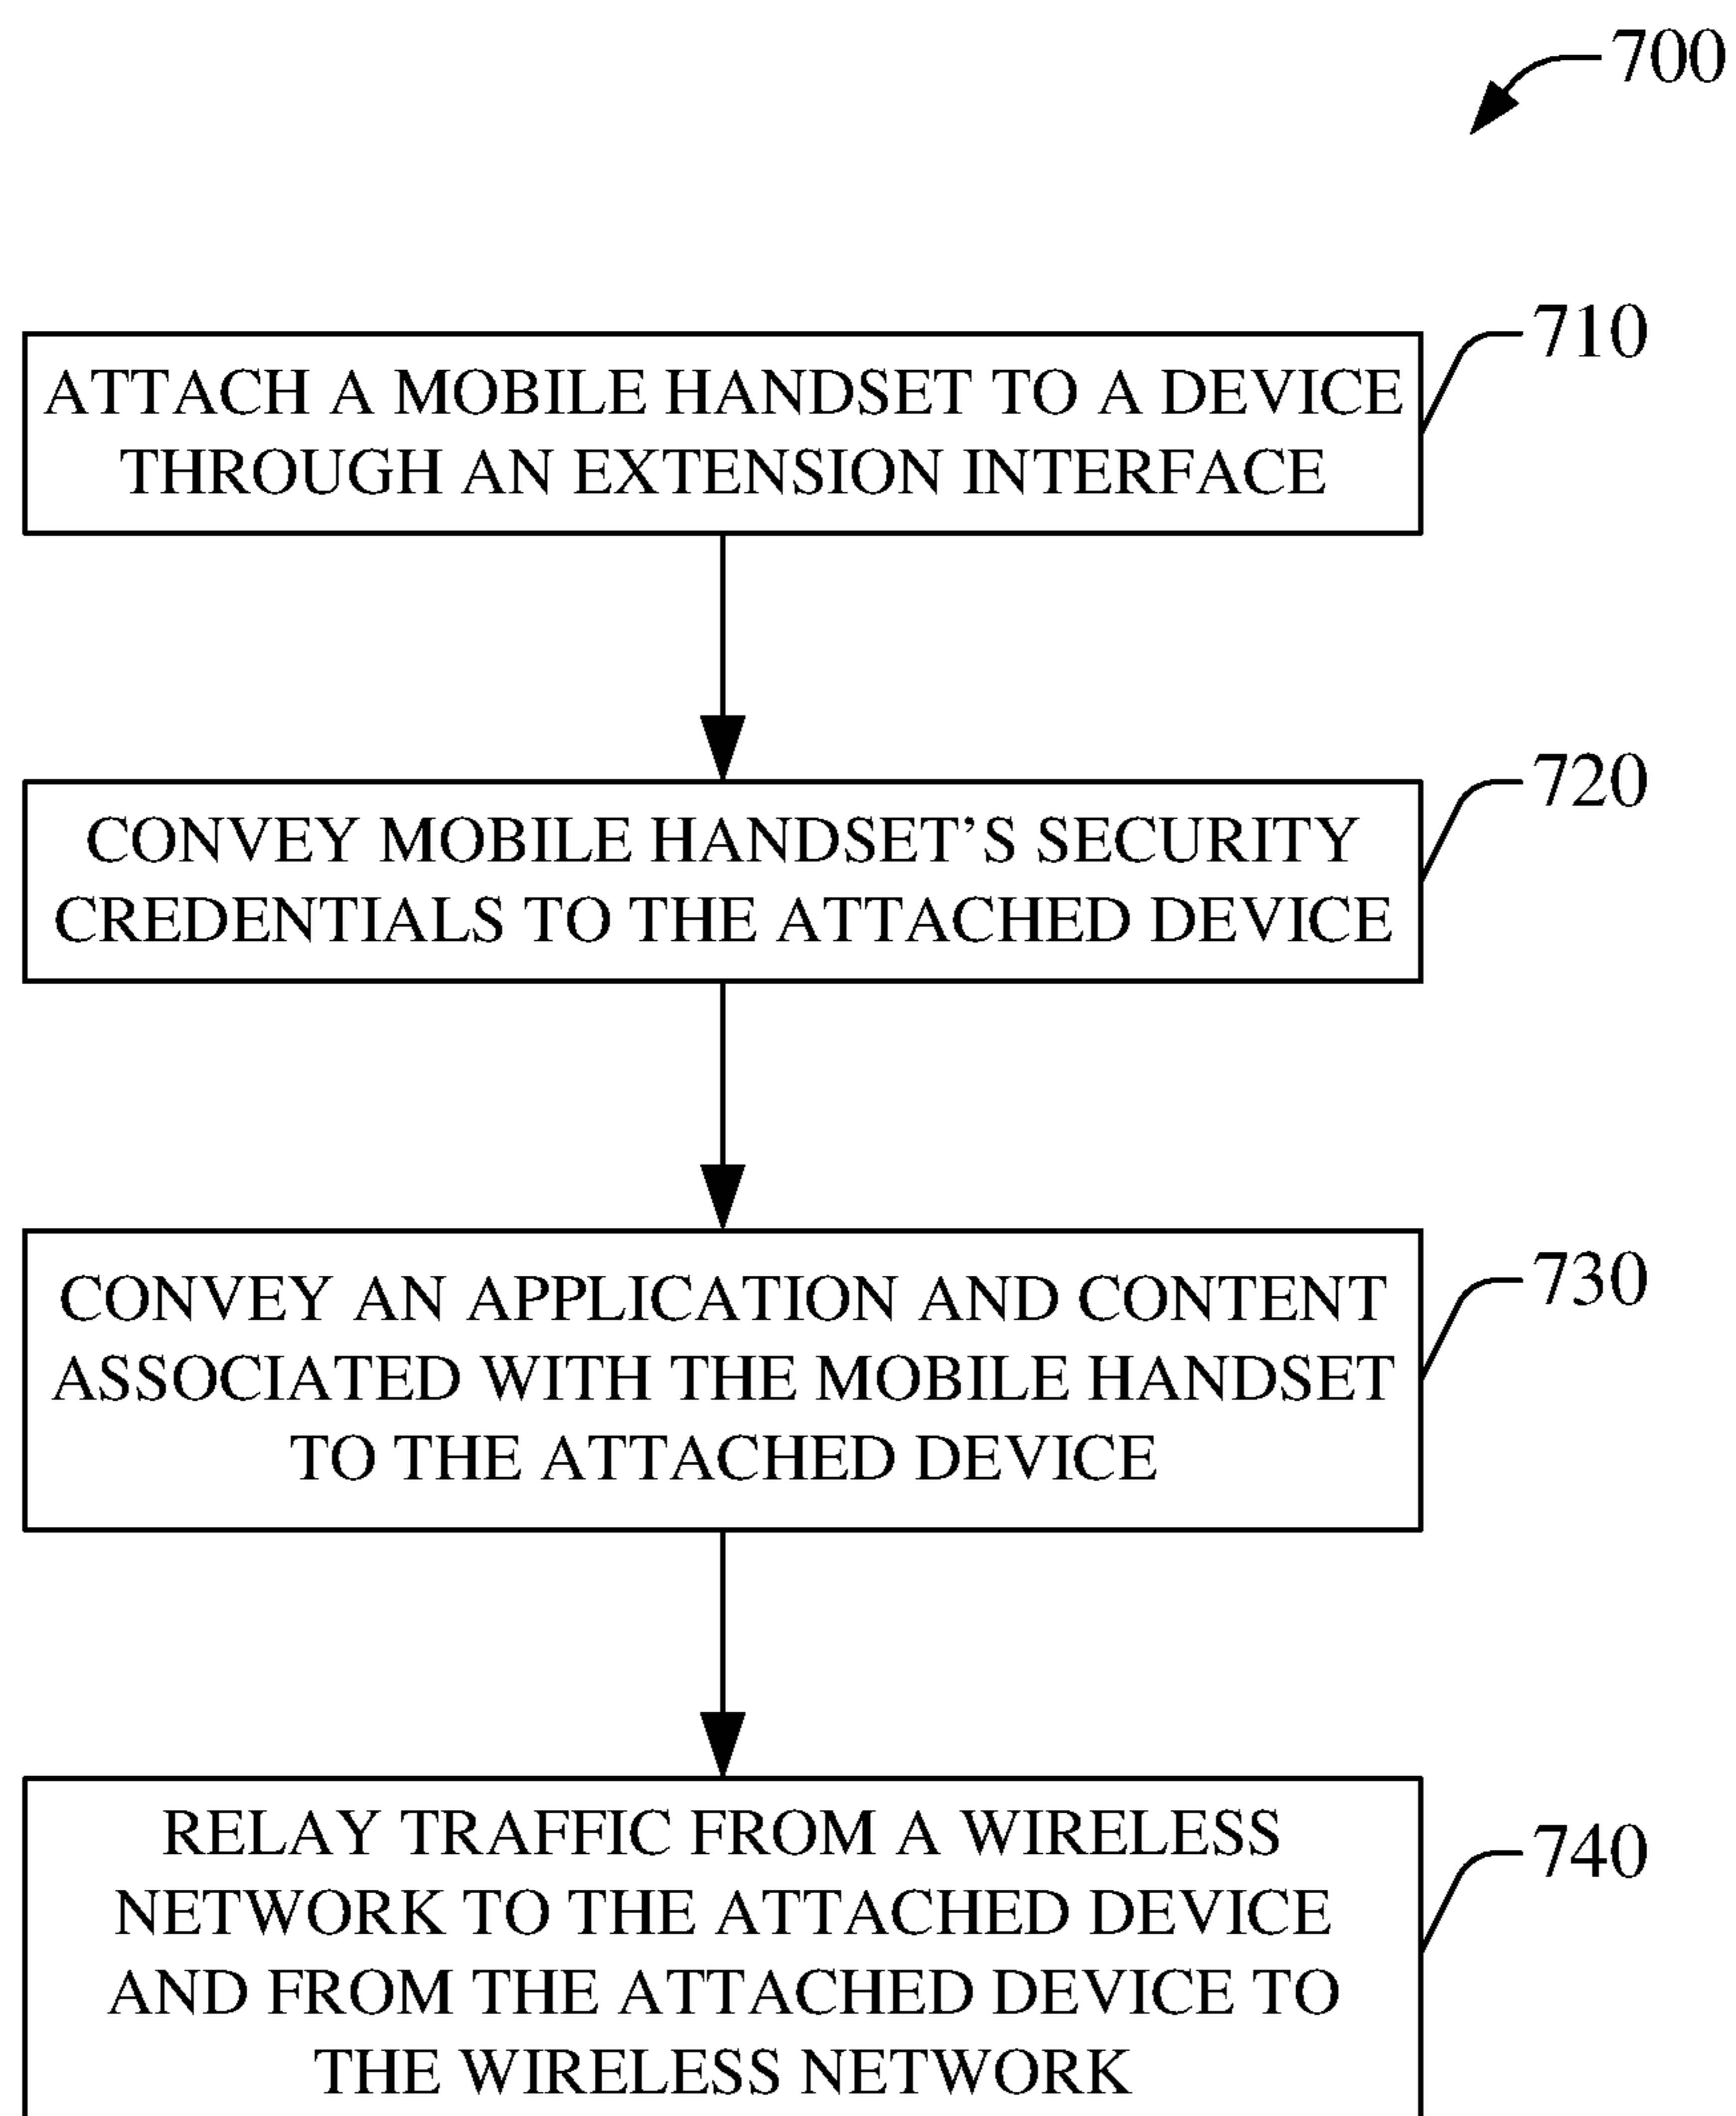 700
710
ATTACH A MOBILE HANDSET TO A DEVICE
THROUGH AN EXTENSION INTERFACE
720
CONVEY MOBILE HANDSET’S SECURITY
CREDENTIALS TO THE ATTACHED DEVICE
730
CONVEY AN APPLICATION AND CONTENT
ASSOCIATED WITH THE MOBILE HANDSET
TO THE ATTACHED DEVICE
740
RELAY TRAFFIC FROM A WIRELESS
NETWORK TO THE ATTACHED DEVICE
AND FROM THE ATTACHED DEVICE TO
THE WIRELESS NETWORK